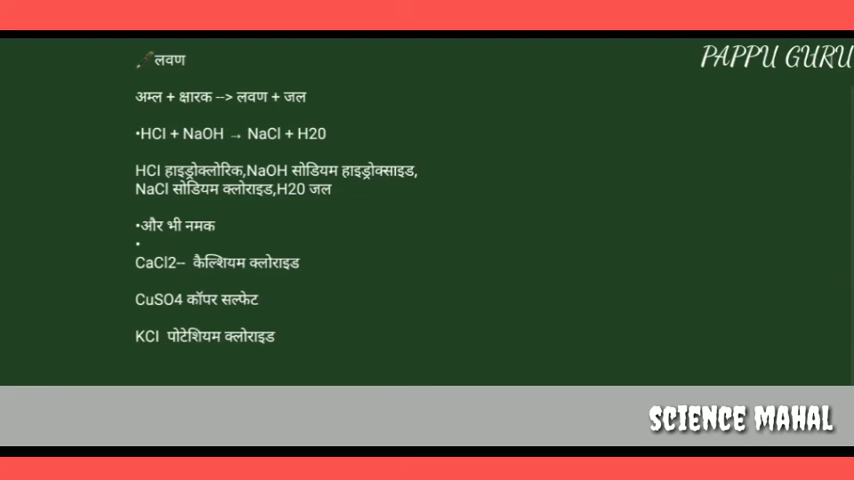 लवण
PAPPU GURU
अम्ल + क्षारक --> लवण + जल
•HCl + NaOH → NaCl + H20
HCl हाइड्रोक्लोरिक,NaOH सोडियम हाइड्रोक्साइड,
NaCl सोडियम क्लोराइड,H20 जल
•और भी नमक
•
CaCl2-- कैल्शियम क्लोराइड
CuSO4 कॉपर सल्फेट
KCl पोटेशियम क्लोराइड
SCIENCE MAHAL